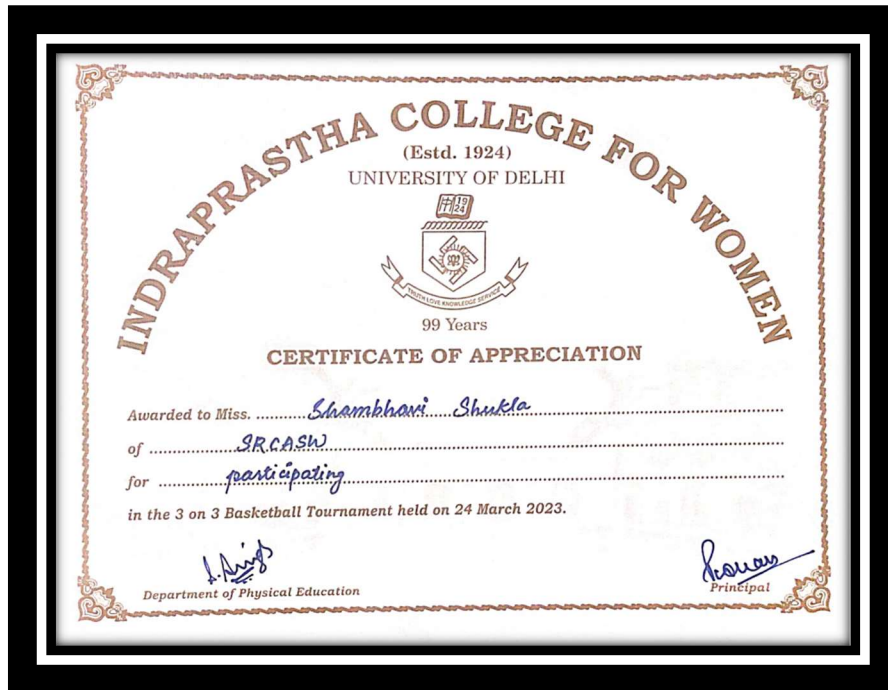 INDRAPRASTHA COLLEGE FOR WOMEN
(Estd. 1924)
UNIVERSITY OF DELHI
19
24
TRUTH LOVE KNOWLEDGE SERVICE
99 Years
CERTIFICATE OF APPRECIATION
Awarded to Miss. .......... Shambhavi Shukla
of ................ SRCASW
for ............ participating
in the 3 on 3 Basketball Tournament held on 24 March 2023.
Department of Physical Education
Principal